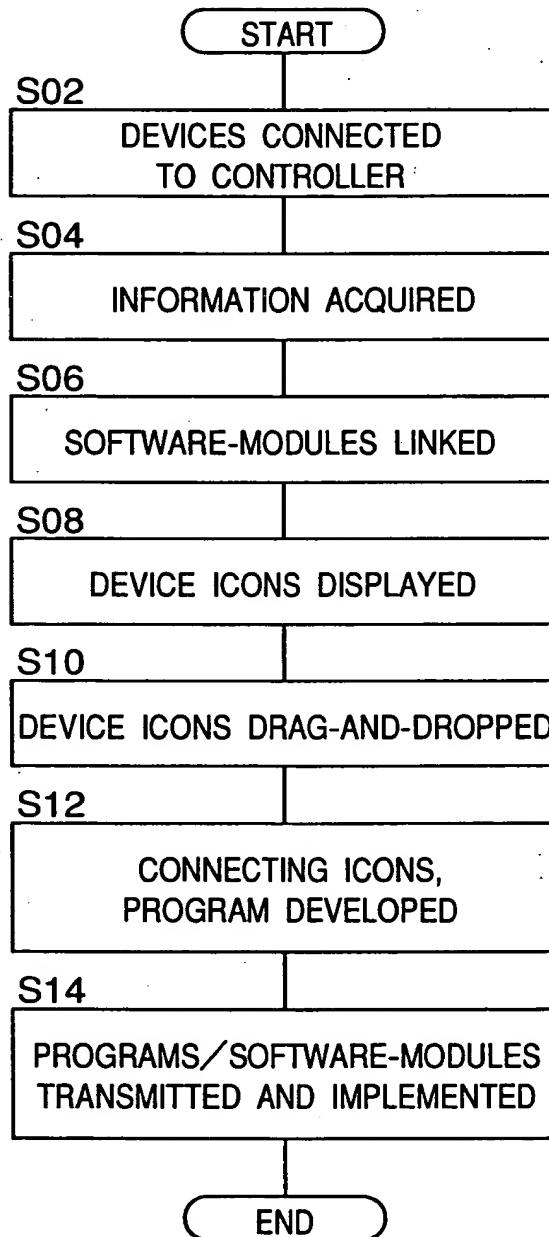 START
S02
DEVICES CONNECTED
TO CONTROLLER
S04
INFORMATION ACQUIRED
S06
SOFTWARE-MODULES LINKED
S08
DEVICE ICONS DISPLAYED
S10
DEVICE ICONS DRAG-AND-DROPPED
S12
CONNECTING ICONS,
PROGRAM DEVELOPED
S14
PROGRAMS/SOFTWARE-MODULES
TRANSMITTED AND IMPLEMENTED
END